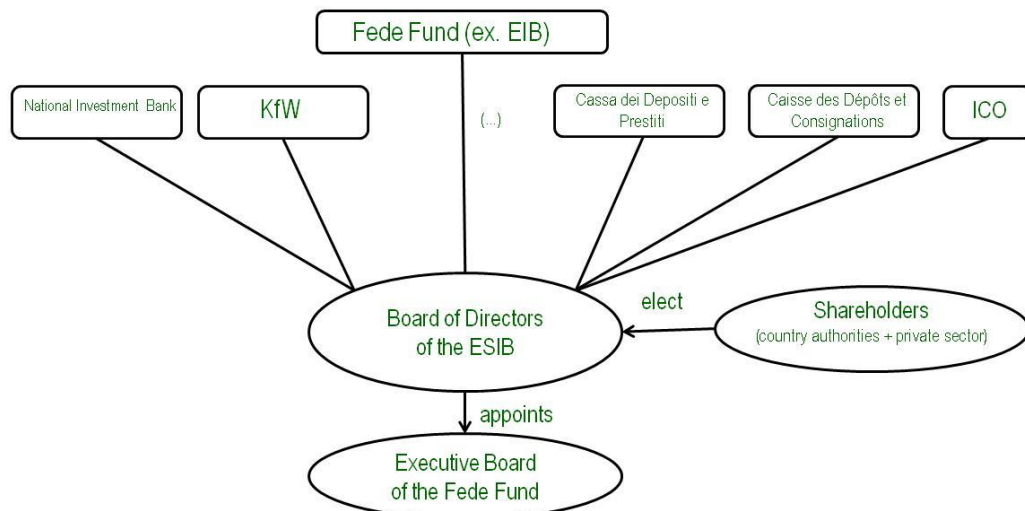 Fede Fund (ex. EIB)
National Investment Bank
KfW
(...)
Cassa dei Depositi e
Prestiti
Caisse des Dépôts et
Consignations
ICO
elect
Shareholders
(country authorities + private sector)
Board of Directors
of the ESIB
appoints
Executive Board
of the Fede Fund